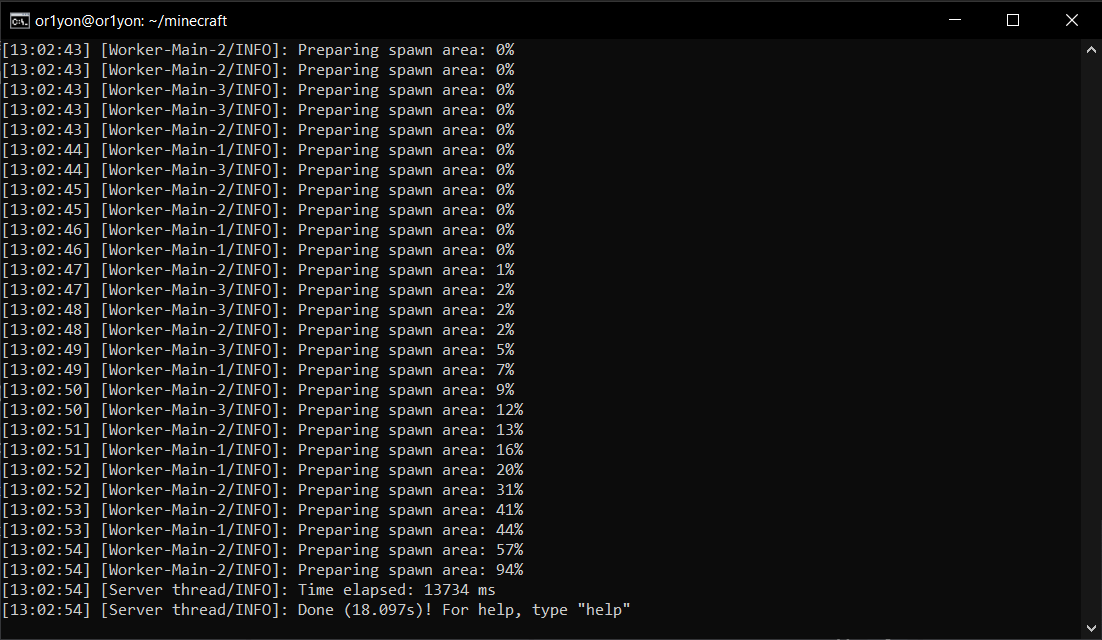 or1yon@or1yon: ~/minecraft
[13:02:43] [Worker-Main-2/INFO]: Preparing spawn area: 0%
[13:02:43] [Worker-Main-2/INFO]: Preparing spawn area: 0%
[13:02:43] [Worker-Main-3/INFO]: Preparing spawn area: 0%
[13:02:43] [Worker-Main-3/INFO]: Preparing spawn area: 0%
[13:02:43] [Worker-Main-2/INFO]: Preparing spawn area: 0%
[13:02:44] [Worker-Main-1/INFO]: Preparing spawn area: 0%
[13:02:44] [Worker-Main-3/INFO]: Preparing spawn area: 0%
[13:02:45] [Worker-Main-2/INFO]: Preparing spawn area: 0%
[13:02:45] [Worker-Main-2/INFO]: Preparing spawn area: 0%
[13:02:46] [Worker-Main-1/INFO]: Preparing spawn area: 0%
[13:02:46] [Worker-Main-1/INFO]: Preparing spawn area: 0%
[13:02:47] [Worker-Main-2/INFO]: Preparing spawn area: 1%
[13:02:47] [Worker-Main-3/INFO]: Preparing spawn area: 2%
[13:02:48] [Worker-Main-3/INFO]: Preparing spawn area: 2%
[13:02:48] [Worker-Main-2/INFO]: Preparing spawn area: 2%
[13:02:49] [Worker-Main-3/INFO]: Preparing spawn area: 5%
[13:02:49] [Worker-Main-1/INFO]: Preparing spawn area: 7%
[13:02:50] [Worker-Main-2/INFO]: Preparing spawn area: 9%
[13:02:50] [Worker-Main-3/INFO]: Preparing spawn area: 12%
[13:02:51] [Worker-Main-2/INFO]: Preparing spawn area: 13%
[13:02:51] [Worker-Main-1/INFO]: Preparing spawn area: 16%
[13:02:52] [Worker-Main-1/INFO]: Preparing spawn area: 20%
[13:02:52] [Worker-Main-2/INFO]: Preparing spawn area: 31%
[13:02:53] [Worker-Main-2/INFO]: Preparing spawn area: 41%
[13:02:53] [Worker-Main-1/INFO]: Preparing spawn area: 44%
[13:02:54] [Worker-Main-2/INFO]: Preparing spawn area: 57%
[13:02:54] [Worker-Main-2/INFO]: Preparing spawn area: 94%
[13:02:54] [Server thread/INFO]: Time elapsed: 13734 ms
[13:02:54] [Server thread/INFO]: Done (18.097s)! For help, type "help"